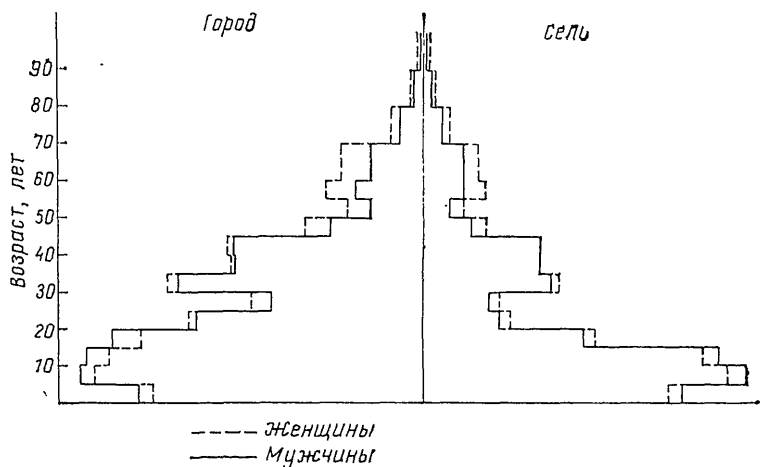 Город
Село
90
80
70
60
50
40
30
20
10
Возраст, лет
Женщины
Мужчины